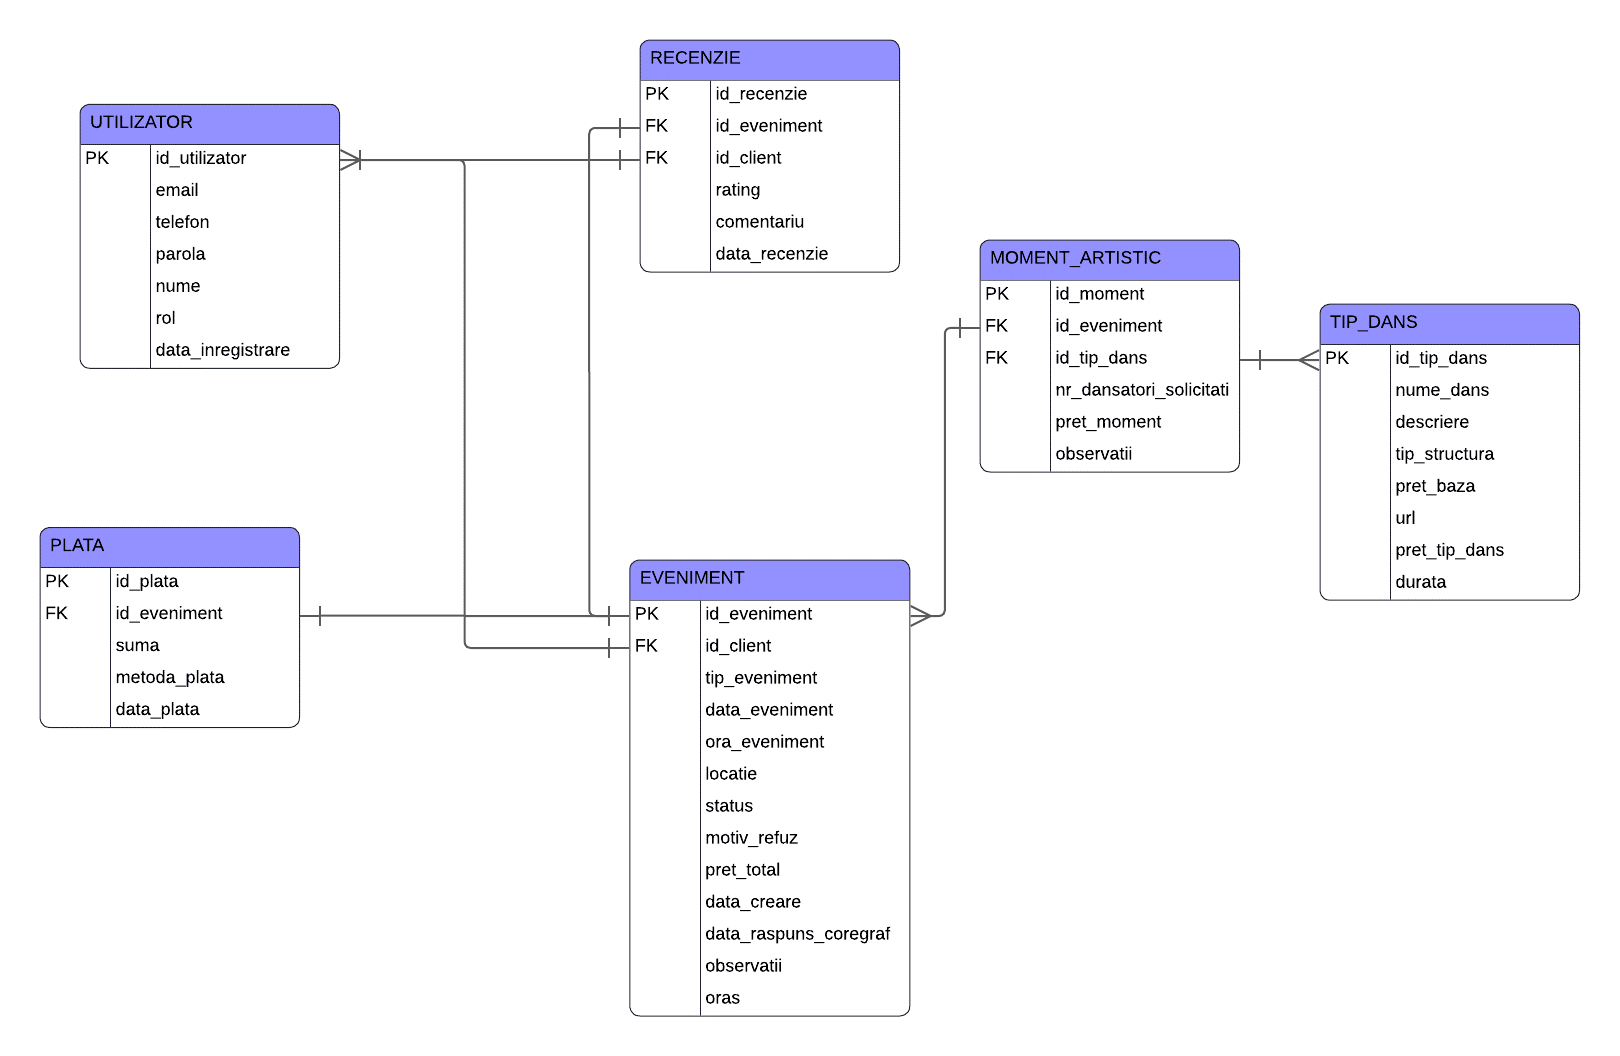 RECENZIE
PK id_recenzie
FK id_eveniment
FK id_client
rating
comentariu
data_recenzie
UTILIZATOR
PK id_utilizator
email
telefon
parola
nume
rol
data_inregistrare
MOMENT_ARTISTIC
PK id_moment
FK id_eveniment
FK id_tip_dans
nr_dansatori_solicitati
pret_moment
observatii
TIP_DANS
PK id_tip_dans
nume_dans
descriere
tip_structura
pret_baza
url
pret_tip_dans
durata
PLATA
PK id_plata
FK id_eveniment
suma
metoda_plata
data_plata
EVENIMENT
PK id_eveniment
FK id_client
tip_eveniment
data_eveniment
ora_eveniment
locatie
status
motiv_refuz
pret_total
data_creare
data_raspuns_coregraf
observatii
oras